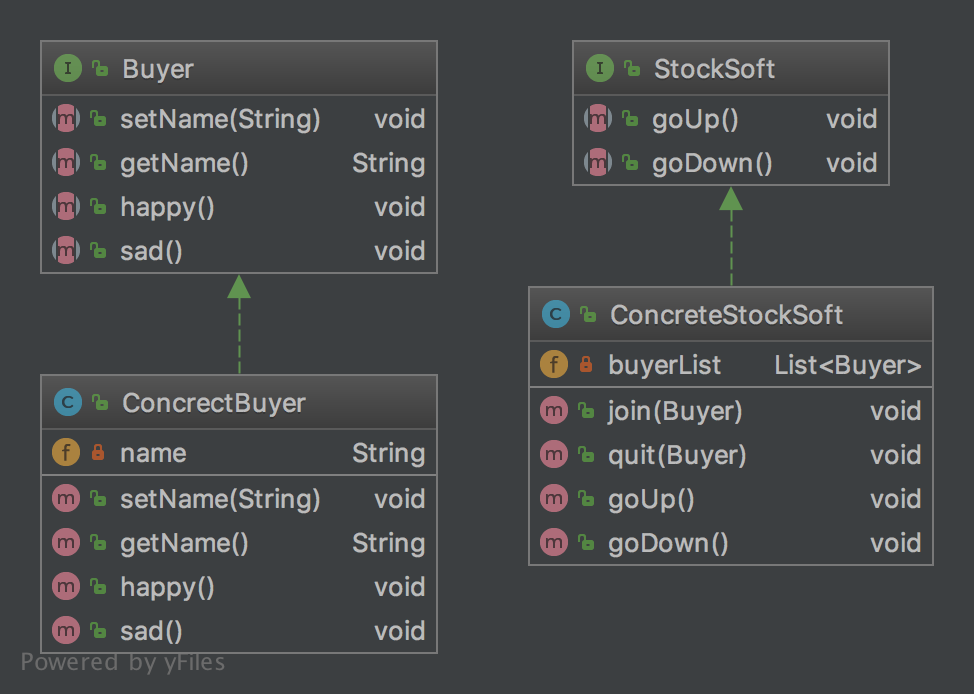 I Buyer
m setName(String) void
m getName() String
m happy() void
m sad() void
I StockSoft
m goUp() void
m goDown() void
C ConcrectBuyer
f name String
m setName(String) void
m getName() String
m happy() void
m sad() void
C ConcreteStockSoft
f buyerList List<Buyer>
m join(Buyer) void
m quit(Buyer) void
m goUp() void
m goDown() void
Powered by yFiles